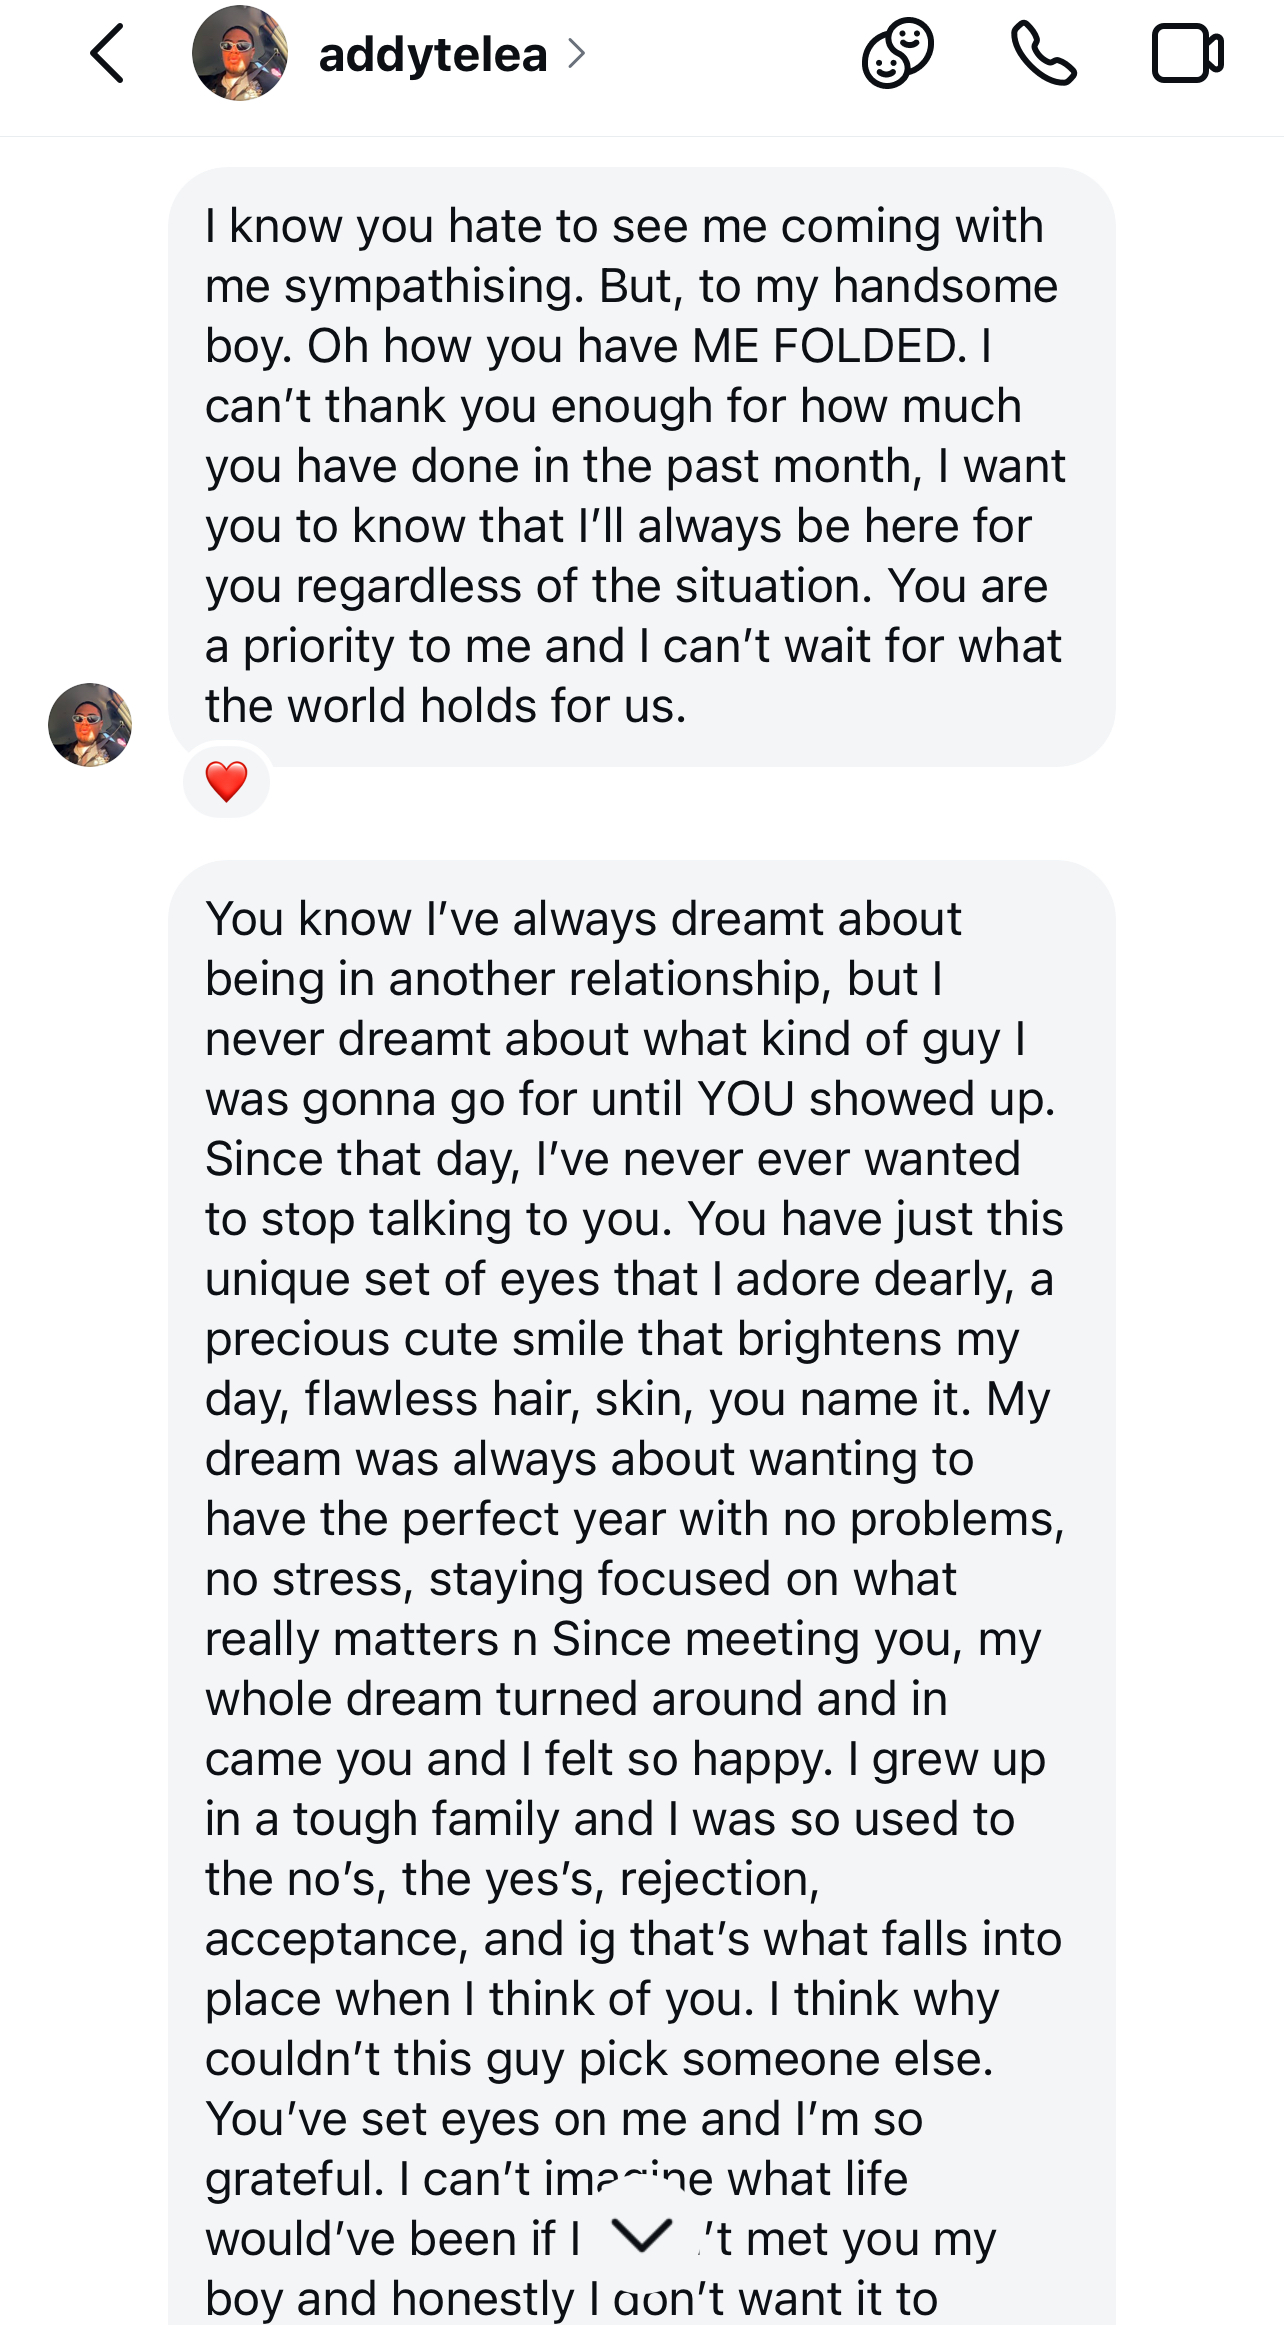 addytelea
I know you hate to see me coming with
me sympathising. But, to my handsome
boy. Oh how you have ME FOLDED. I
can’t thank you enough for how much
you have done in the past month, I want
you to know that I’ll always be here for
you regardless of the situation. You are
a priority to me and I can’t wait for what
the world holds for us.
You know I’ve always dreamt about
being in another relationship, but I
never dreamt about what kind of guy I
was gonna go for until YOU showed up.
Since that day, I’ve never ever wanted
to stop talking to you. You have just this
unique set of eyes that I adore dearly, a
precious cute smile that brightens my
day, flawless hair, skin, you name it. My
dream was always about wanting to
have the perfect year with no problems,
no stress, staying focused on what
really matters n Since meeting you, my
whole dream turned around and in
came you and I felt so happy. I grew up
in a tough family and I was so used to
the no’s, the yes’s, rejection,
acceptance, and ig that’s what falls into
place when I think of you. I think why
couldn’t this guy pick someone else.
You’ve set eyes on me and I’m so
grateful. I can’t imagine what life
would’ve been if I ’t met you my
boy and honestly I don’t want it to